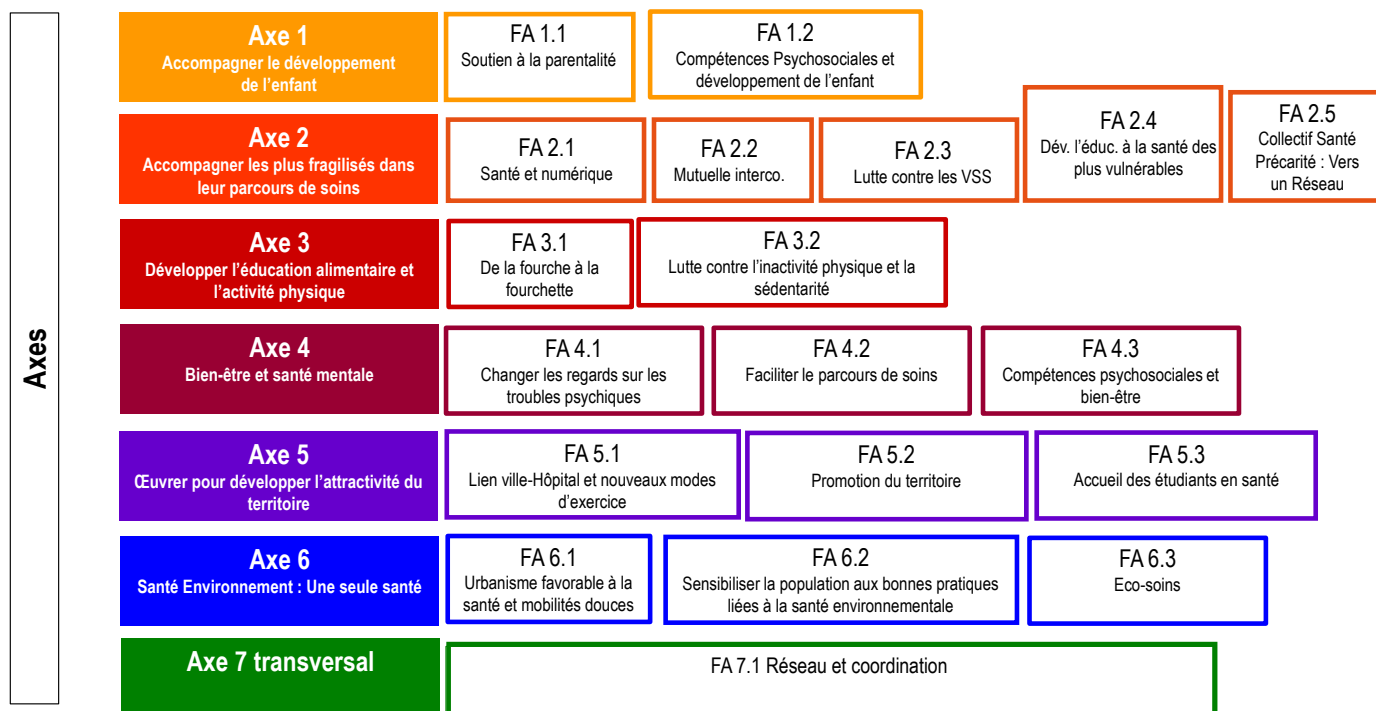 Axes
Axe 1
Accompagner le développement
de l'enfant
FA 1.1
Soutien à la parentalité
FA 1.2
Compétences Psychosociales et
développement de l'enfant
Axe 2
Accompagner les plus fragilisés dans
leur parcours de soins
FA 2.1
Santé et numérique
FA 2.2
Mutuelle interco.
FA 2.3
Lutte contre les VSS
FA 2.4
Dév. l'éduc. à la santé des
plus vulnérables
FA 2.5
Collectif Santé
Précarité : Vers
un Réseau
Axe 3
Développer l'éducation alimentaire et
l'activité physique
FA 3.1
De la fourche à la
fourchette
FA 3.2
Lutte contre l'inactivité physique et la
sédentarité
Axe 4
Bien-être et santé mentale
FA 4.1
Changer les regards sur les
troubles psychiques
FA 4.2
Faciliter le parcours de soins
FA 4.3
Compétences psychosociales et
bien-être
Axe 5
Œuvrer pour développer l'attractivité du
territoire
FA 5.1
Lien ville-Hôpital et nouveaux modes
d'exercice
FA 5.2
Promotion du territoire
FA 5.3
Accueil des étudiants en santé
Axe 6
Santé Environnement : Une seule santé
FA 6.1
Urbanisme favorable à la
santé et mobilités douces
FA 6.2
Sensibiliser la population aux bonnes pratiques
liées à la santé environnementale
FA 6.3
Eco-soins
Axe 7 transversal
FA 7.1 Réseau et coordination